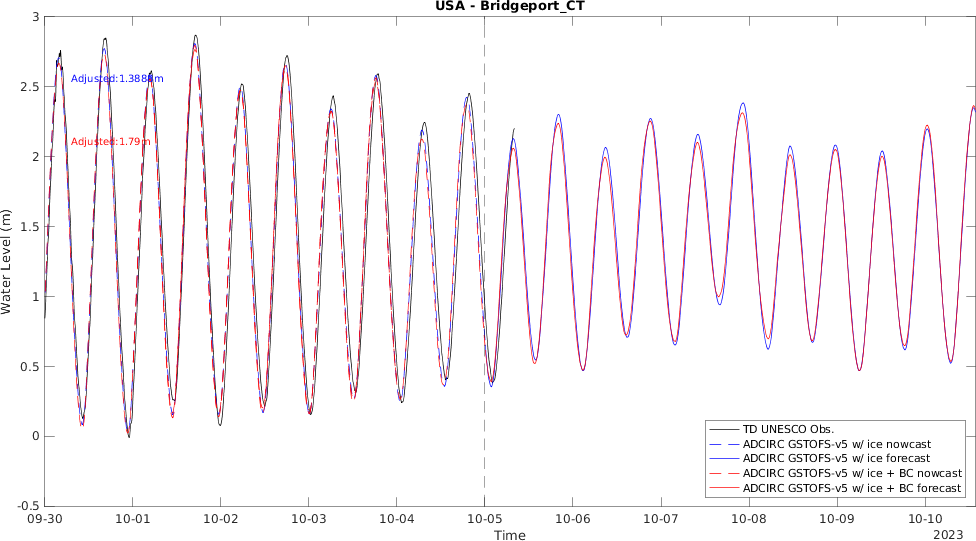 USA - Bridgeport_CT
3
2.5
2
1.5
1
0.5
0
-0.5
Water Level (m)
Adjusted:1.3888m
Adjusted:1.79m
TD UNESCO Obs.
ADCIRC GSTOFS-v5 w/ ice nowcast
ADCIRC GSTOFS-v5 w/ ice forecast
ADCIRC GSTOFS-v5 w/ ice + BC nowcast
ADCIRC GSTOFS-v5 w/ ice + BC forecast
09-30 10-01 10-02 10-03 10-04 10-05 10-06 10-07 10-08 10-09 10-10
Time
2023